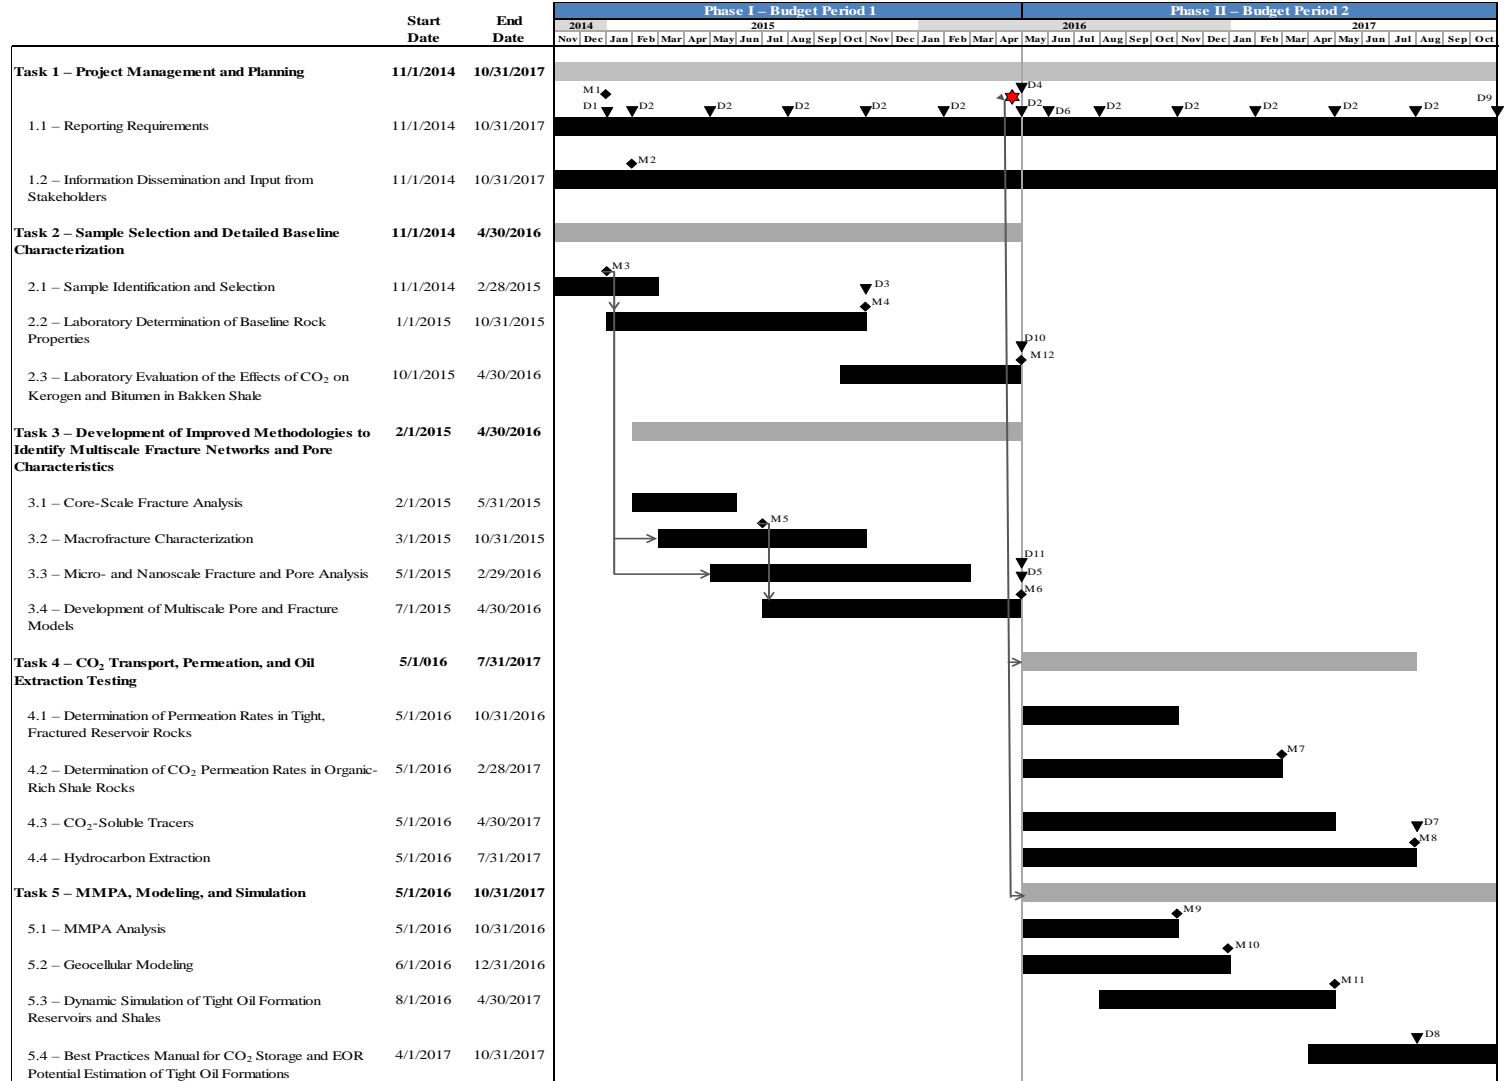 Phase I – Budget Period 1 Phase II – Budget Period 2
Start End
Date Date
2014 2015 2016 2017
Nov Dec Jan Feb Mar Apr May Jun Jul Aug Sep Oct Nov Dec Jan Feb Mar Apr May Jun Jul Aug Sep Oct Nov Dec Jan Feb Mar Apr May Jun Jul Aug Sep Oct
Task 1 – Project Management and Planning 11/1/2014 10/31/2017
D4
M1
D1 D2 D2 D2 D2 D2 D2 D6 D2 D2 D2 D2 D2 D9
1.1 – Reporting Requirements 11/1/2014 10/31/2017
M2
1.2 – Information Dissemination and Input from 11/1/2014 10/31/2017
Stakeholders
Task 2 – Sample Selection and Detailed Baseline 11/1/2014 4/30/2016
Characterization
M3
2.1 – Sample Identification and Selection 11/1/2014 2/28/2015
D3
M4
2.2 – Laboratory Determination of Baseline Rock 1/1/2015 10/31/2015
Properties
D10
M12
2.3 – Laboratory Evaluation of the Effects of CO₂ on 10/1/2015 4/30/2016
Kerogen and Bitumen in Bakken Shale
Task 3 – Development of Improved Methodologies to 2/1/2015 4/30/2016
Identify Multiscale Fracture Networks and Pore
Characteristics
3.1 – Core-Scale Fracture Analysis 2/1/2015 5/31/2015
M5
3.2 – Macrofracture Characterization 3/1/2015 10/31/2015
D11
3.3 – Micro- and Nanoscale Fracture and Pore Analysis 5/1/2015 2/29/2016
D5
M6
3.4 – Development of Multiscale Pore and Fracture 7/1/2015 4/30/2016
Models
Task 4 – CO₂ Transport, Permeation, and Oil 5/1/016 7/31/2017
Extraction Testing
4.1 – Determination of Permeation Rates in Tight, 5/1/2016 10/31/2016
Fractured Reservoir Rocks
M7
4.2 – Determination of CO₂ Permeation Rates in Organic- 5/1/2016 2/28/2017
Rich Shale Rocks
4.3 – CO₂-Soluble Tracers 5/1/2016 4/30/2017
D7
M8
4.4 – Hydrocarbon Extraction 5/1/2016 7/31/2017
Task 5 – MMPA, Modeling, and Simulation 5/1/2016 10/31/2017
M9
5.1 – MMPA Analysis 5/1/2016 10/31/2016
M10
5.2 – Geocellular Modeling 6/1/2016 12/31/2016
M11
5.3 – Dynamic Simulation of Tight Oil Formation 8/1/2016 4/30/2017
Reservoirs and Shales
D8
5.4 – Best Practices Manual for CO₂ Storage and EOR 4/1/2017 10/31/2017
Potential Estimation of Tight Oil Formations